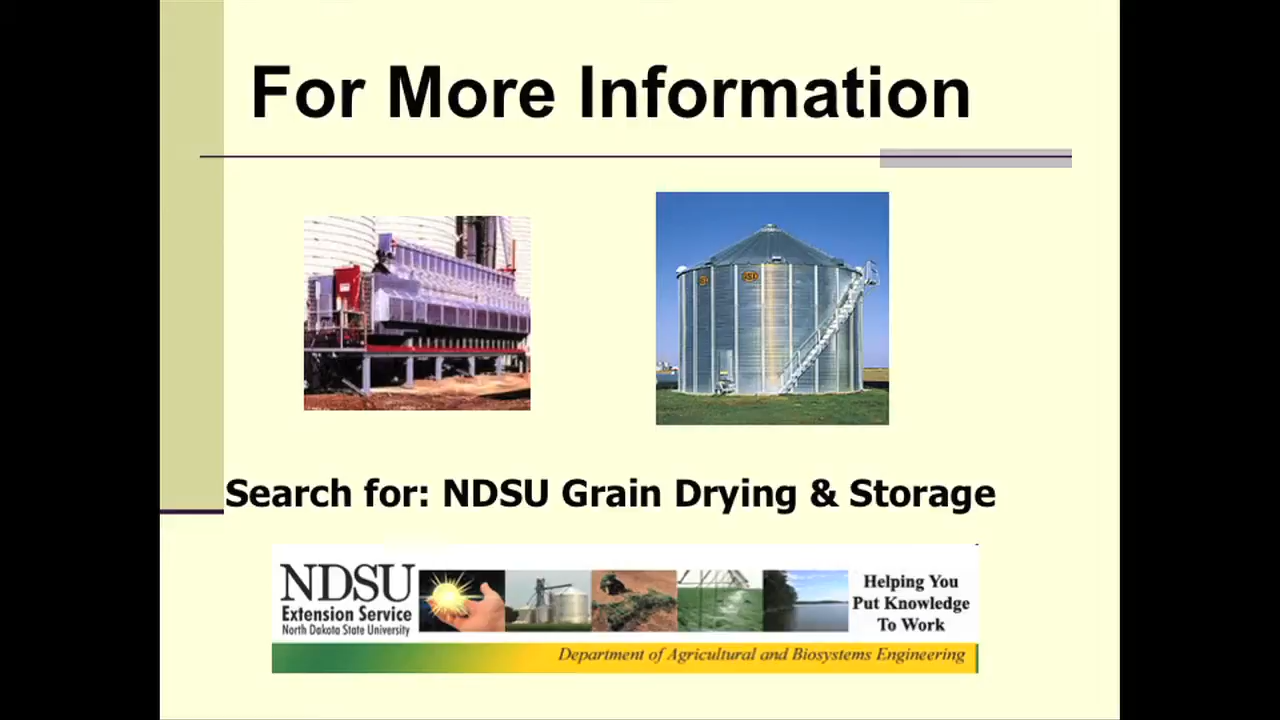 For More Information
Search for: NDSU Grain Drying & Storage
NDSU
Extension Service
North Dakota State University
Helping You
Put Knowledge
To Work
Department of Agricultural and Biosystems Engineering